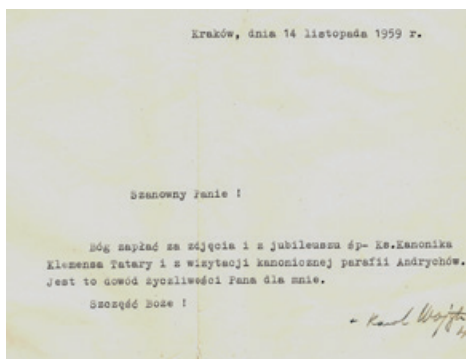 Kraków, dnia 14 listopada 1959 r.
Szanowny Panie !
Bóg zapłać za zdjęcia i z jubileuszu śp- Ks.Kanonika
Klemensa Tatary i z wizytacji kanonicznej parafii Andrychów.
Jest to dowód życzliwości Pana dla mnie.
Szczęść Boże !
+ Karol